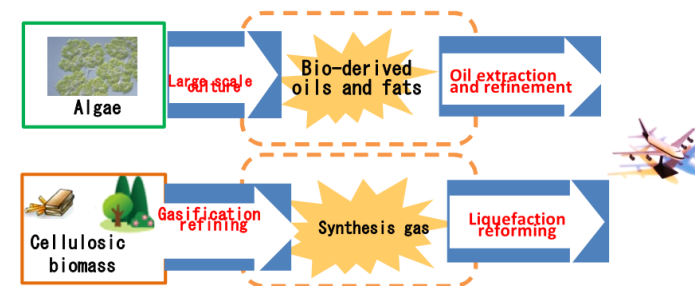 Algae
Large scale
culture
Bio-derived
oils and fats
Oil extraction
and refinement
Cellulosic
biomass
Gasification
refining
Synthesis gas
Liquefaction
reforming